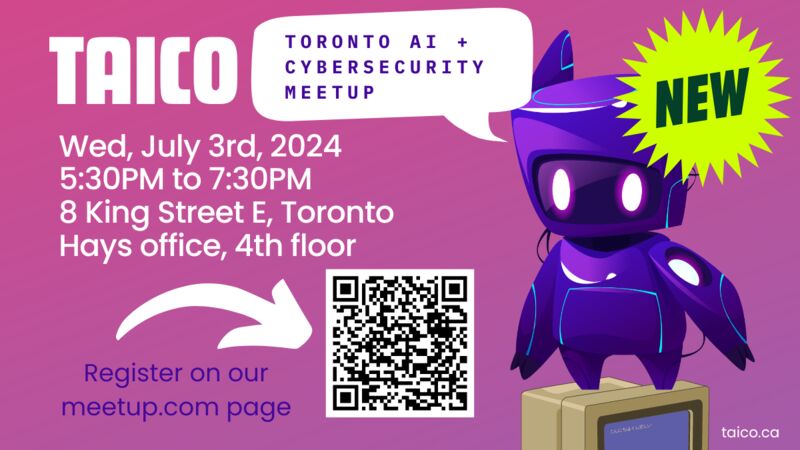 TAICO
TORONTO AI +
CYBERSECURITY
MEETUP
NEW
Wed, July 3rd, 2024
5:30PM to 7:30PM
8 King Street E, Toronto
Hays office, 4th floor
Register on our
meetup.com page
taico.ca